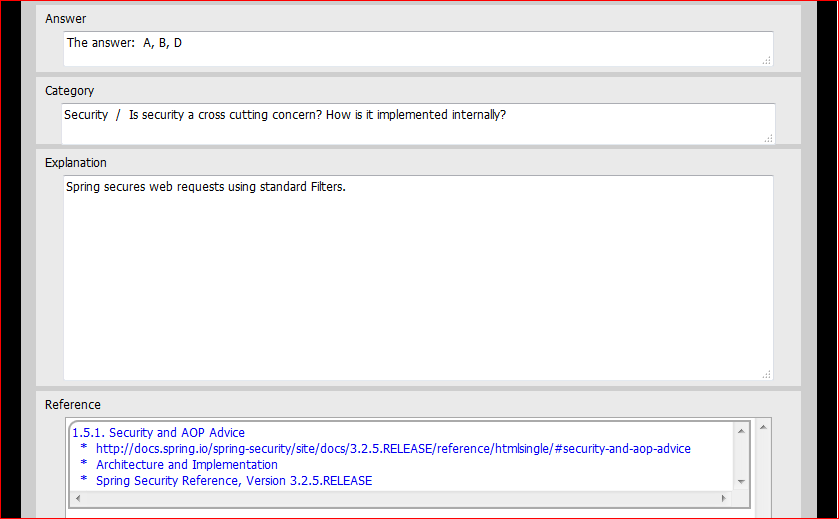 Answer
The answer:  A, B, D
Category
Security  /  Is security a cross cutting concern? How is it implemented internally?
Explanation
Spring secures web requests using standard Filters.
Reference
1.5.1. Security and AOP Advice
*  http://docs.spring.io/spring-security/site/docs/3.2.5.RELEASE/reference/htmlsingle/#security-and-aop-advice
*  Architecture and Implementation
*  Spring Security Reference, Version 3.2.5.RELEASE